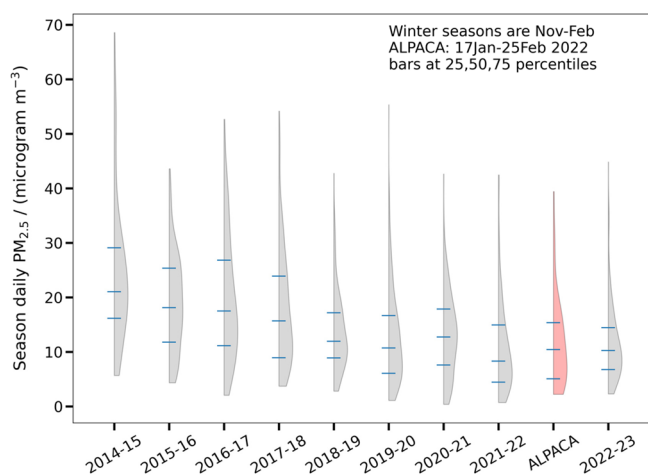 Winter seasons are Nov-Feb
ALPACA: 17Jan-25Feb 2022
bars at 25,50,75 percentiles
Season daily PM2.5 / (microgram m−3)
70
60
50
40
30
20
10
0
2014-15 2015-16 2016-17 2017-18 2018-19 2019-20 2020-21 2021-22 ALPACA 2022-23